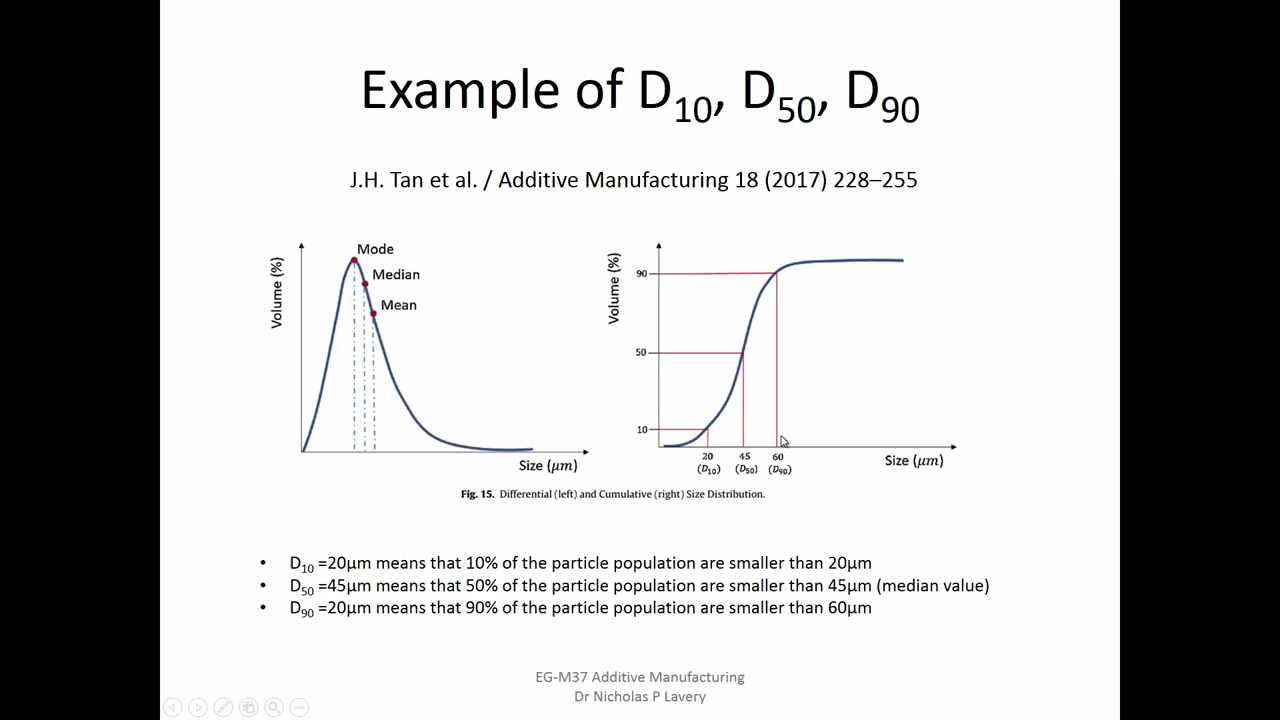 Example of D10, D50, D90
J.H. Tan et al. / Additive Manufacturing 18 (2017) 228–255
Volume (%)
Mode
Median
Mean
Size (μm)
Volume (%)
90
50
10
20 45 60
(D10) (D50) (D90)
Size (μm)
Fig. 15. Differential (left) and Cumulative (right) Size Distribution.
• D10 =20μm means that 10% of the particle population are smaller than 20μm
• D50 =45μm means that 50% of the particle population are smaller than 45μm (median value)
• D90 =20μm means that 90% of the particle population are smaller than 60μm
EG-M37 Additive Manufacturing
Dr Nicholas P Lavery